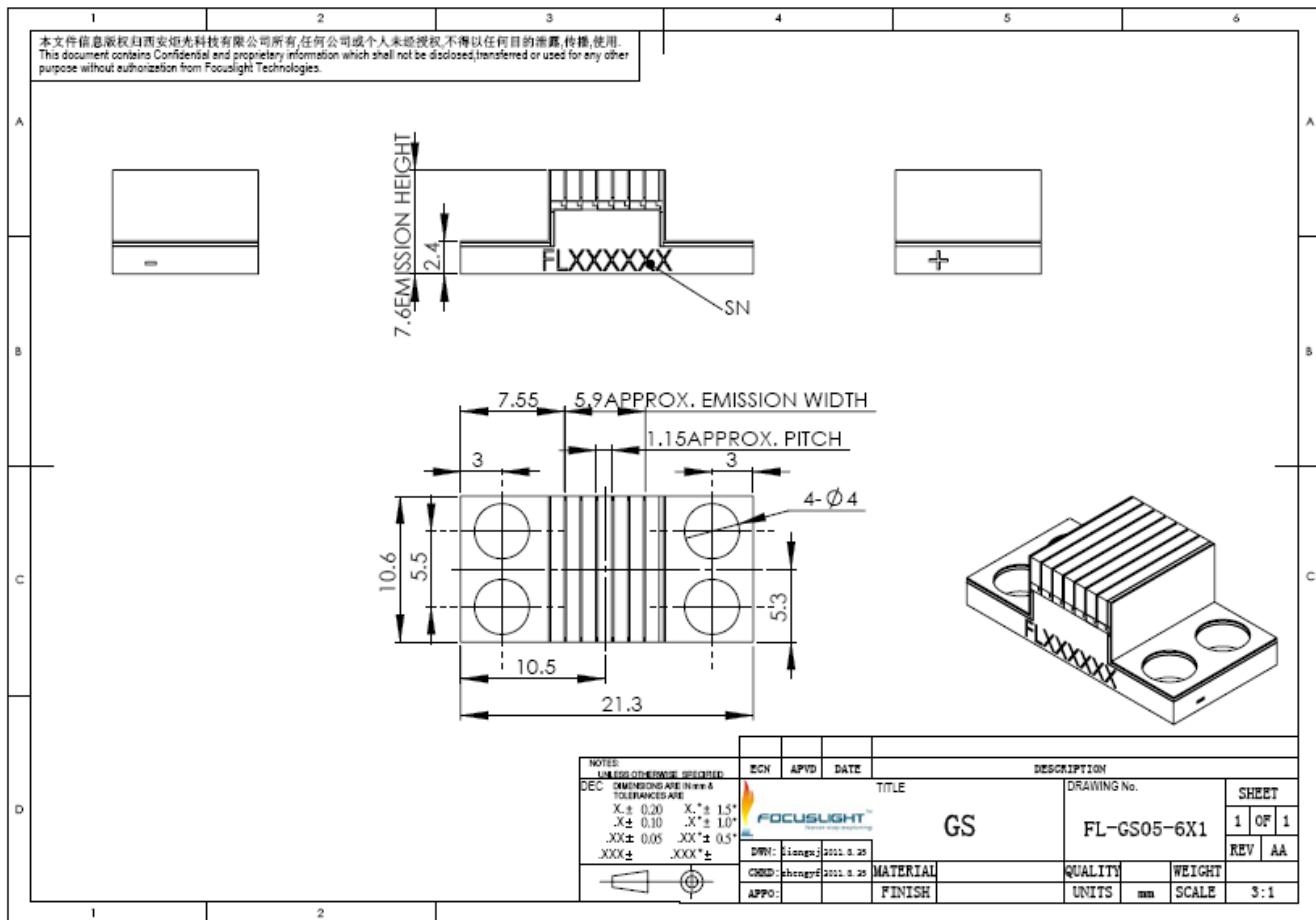 1 2 3 4 5 6
本文件信息版权归西安炬光科技有限公司所有,任何公司或个人未经授权,不得以任何目的泄露,传播,使用.
This document contains Confidential and proprietary information which shall not be disclosed,transferred or used for any other
purpose without authorization from Focuslight Technologies.
A A
7.6EMISSION HEIGHT
2.4
FLXXXXXX
SN
- +
B B
7.55 5.9APPROX. EMISSION WIDTH
1.15APPROX. PITCH
3 3
4-Ø4
10.6 5.5
5.3
C C
10.5
21.3
FLXXXXXX
-
D D
NOTES:
UNLESS OTHERWISE SPECIFIED
DEC DIMENSIONS ARE IN mm &
TOLERANCES ARE
X.± 0.20 X.°± 1.5°
.X± 0.10 .X°± 1.0°
.XX± 0.05 .XX°± 0.5°
.XXX± .XXX°±
ECN APVD DATE DESCRIPTION
FOCUSLIGHT™
TITLE
GS
DRAWING No.
FL-GS05-6X1
SHEET
1 OF 1
REV AA
DWN: liangxj 2011.8.25
CHKD: zhengyf 2011.8.25
APPO:
MATERIAL
FINISH
QUALITY WEIGHT
UNITS mm SCALE 3:1
1 2